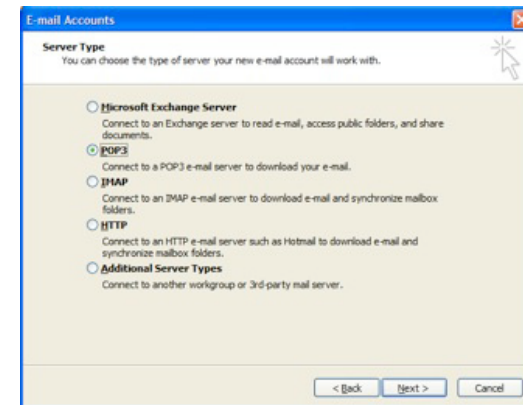 E-mail Accounts
Server Type
You can choose the type of server your new e-mail account will work with.
Microsoft Exchange Server
Connect to an Exchange server to read e-mail, access public folders, and share
documents.
POP3
Connect to a POP3 e-mail server to download your e-mail.
IMAP
Connect to an IMAP e-mail server to download e-mail and synchronize mailbox
folders.
HTTP
Connect to an HTTP e-mail server such as Hotmail to download e-mail and
synchronize mailbox folders.
Additional Server Types
Connect to another workgroup or 3rd-party mail server.
< Back Next > Cancel